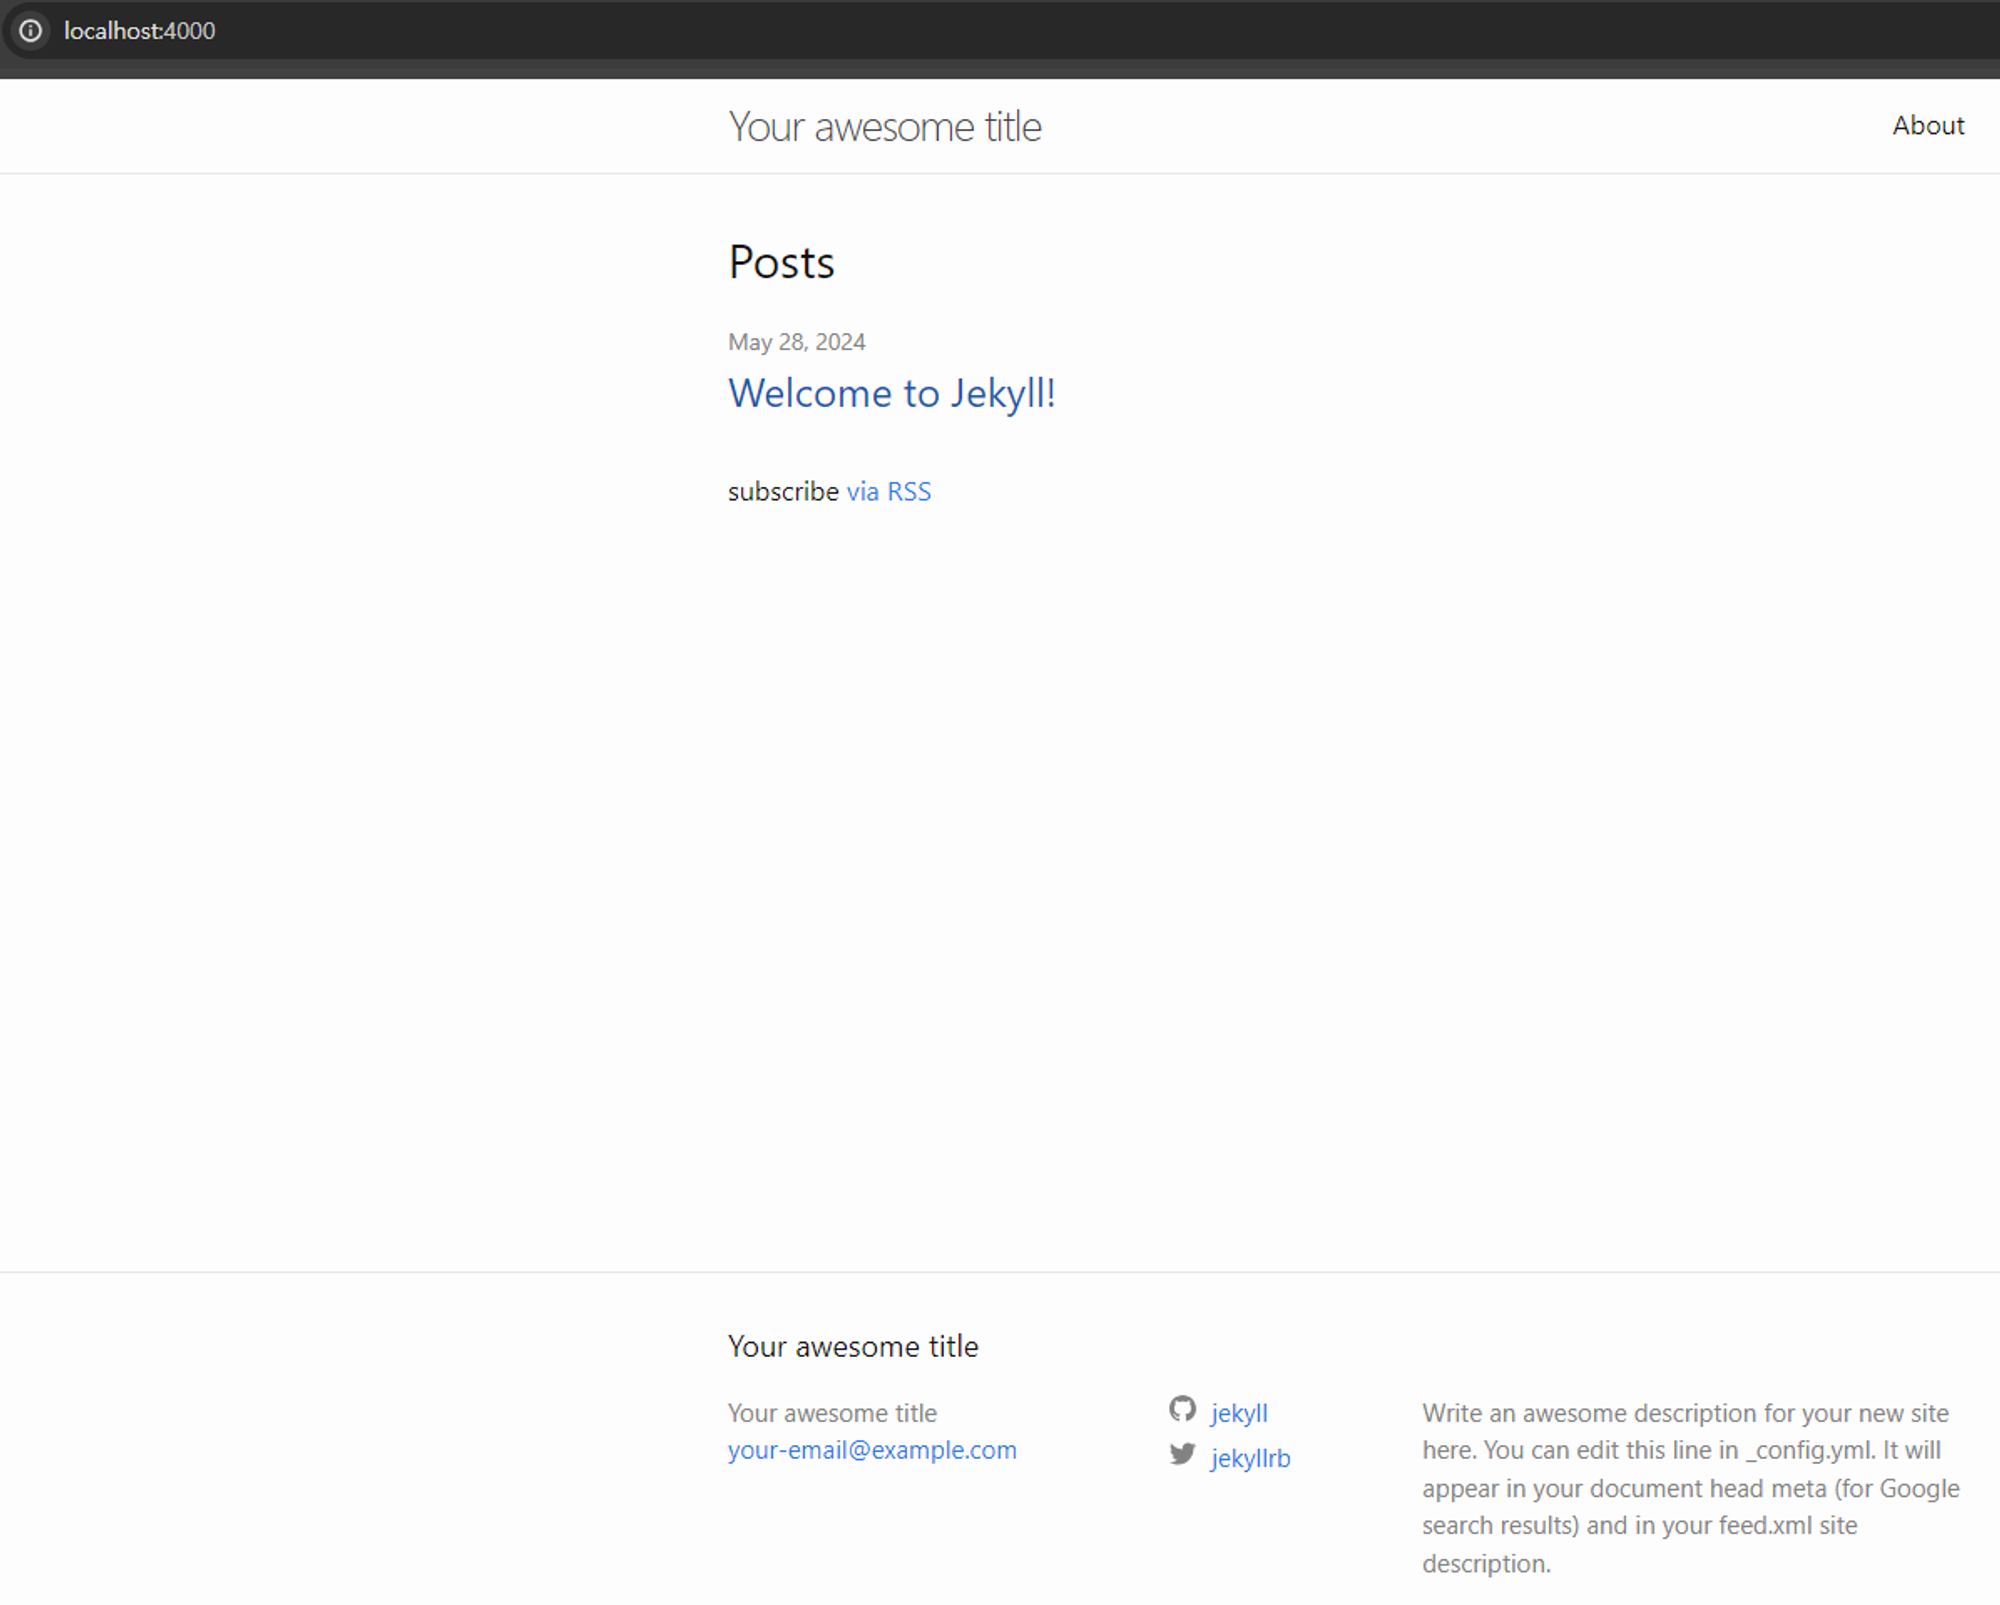 localhost:4000
Your awesome title
About
Posts
May 28, 2024
Welcome to Jekyll!
subscribe via RSS
Your awesome title
Your awesome title
your-email@example.com
jekyll
jekyllrb
Write an awesome description for your new site
here. You can edit this line in _config.yml. It will
appear in your document head meta (for Google
search results) and in your feed.xml site
description.